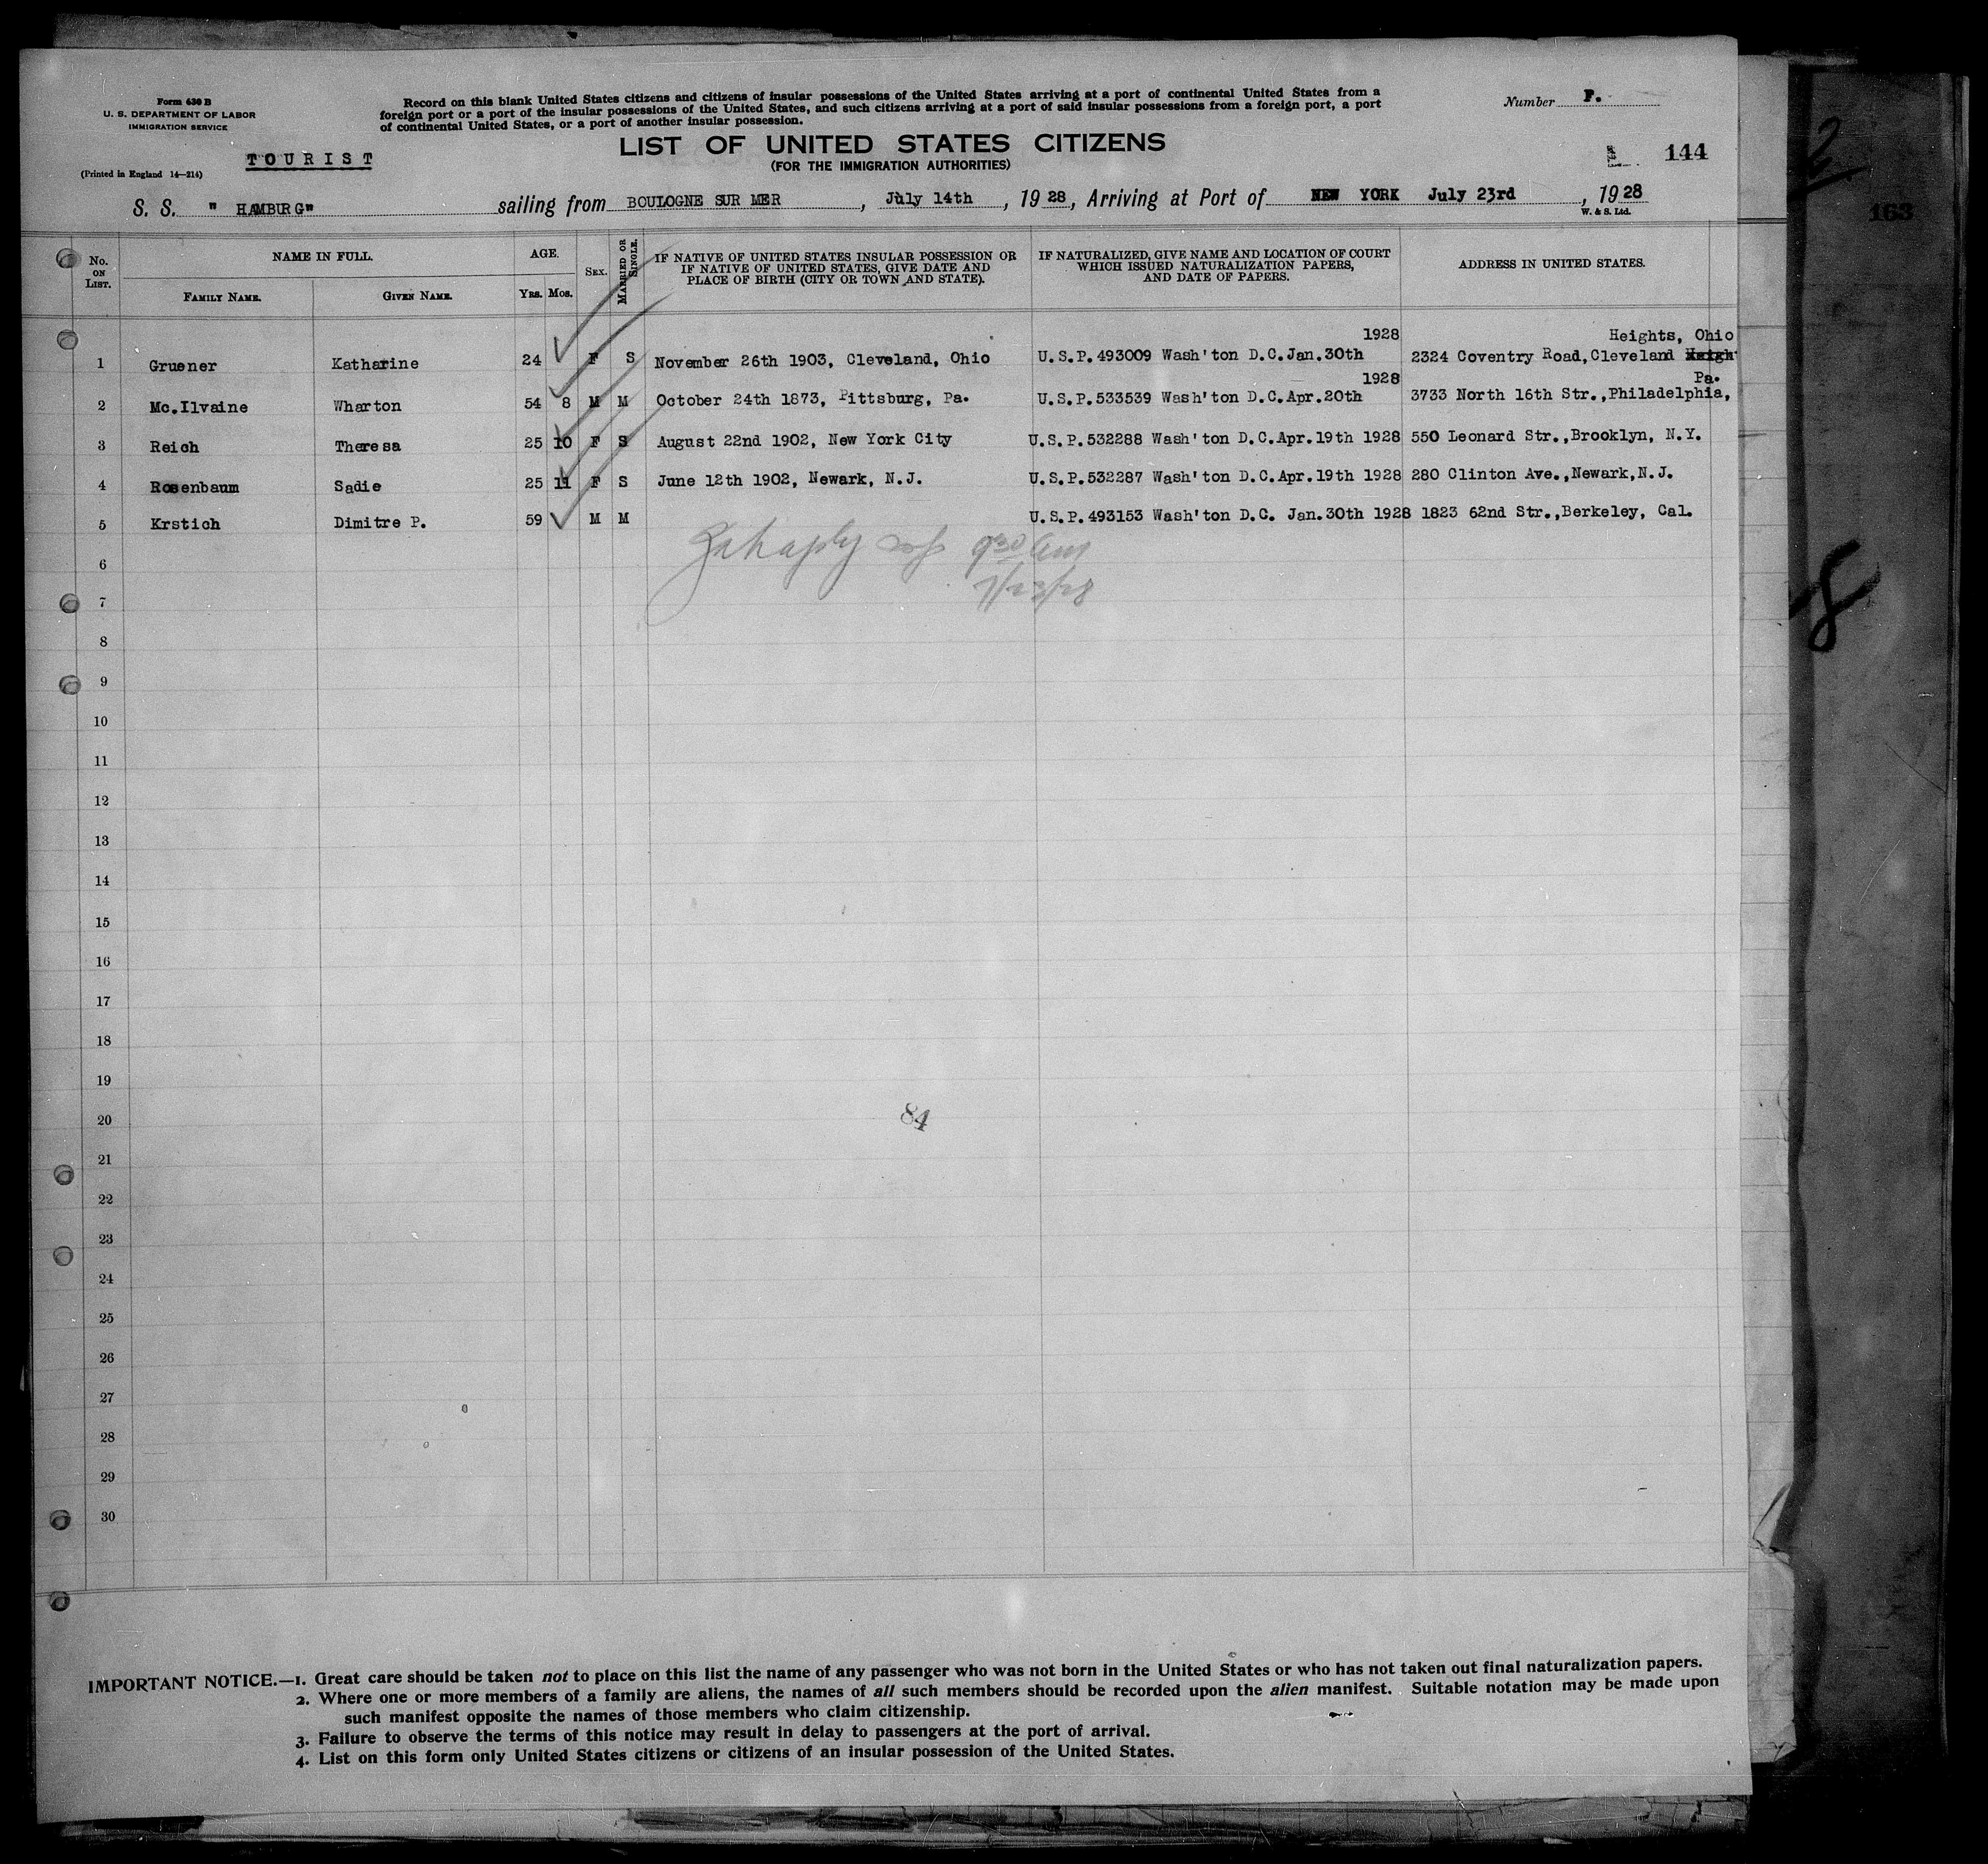 Form 630 B
U. S. DEPARTMENT OF LABOR
IMMIGRATION SERVICE
Record on this blank United States citizens and citizens of insular possessions of the United States arriving at a port of continental United States from a
foreign port or a port of the insular possessions of the United States, and such citizens arriving at a port of said insular possessions from a foreign port, a port
of continental United States, or a port of another insular possession.
Number P.
LIST OF UNITED STATES CITIZENS
(FOR THE IMMIGRATION AUTHORITIES)
TOURIST
(Printed in England 14—214)
144
S. S. " HAMBURG" sailing from BOULOGNE SUR MER, July 14th, 1928, Arriving at Port of NEW YORK July 23rd, 1928
W. & S. Ltd.
163
No. ON LIST.
NAME IN FULL.
FAMILY NAME. GIVEN NAME.
AGE.
YRS. MOS.
SEX.
MARRIED OR SINGLE.
IF NATIVE OF UNITED STATES INSULAR POSSESSION OR
IF NATIVE OF UNITED STATES, GIVE DATE AND
PLACE OF BIRTH (CITY OR TOWN AND STATE).
IF NATURALIZED, GIVE NAME AND LOCATION OF COURT
WHICH ISSUED NATURALIZATION PAPERS,
AND DATE OF PAPERS.
ADDRESS IN UNITED STATES.
1928 Heights, Ohio
1 Gruener Katharine 24 F S November 26th 1903, Cleveland, Ohio U.S.P.493009 Wash'ton D.C.Jan.30th 2324 Coventry Road,Cleveland Heigh
1928 Pa.
2 Mc.Ilvaine Wharton 54 8 M M October 24th 1873, Pittsburg, Pa. U.S.P.533539 Wash'ton D.C.Apr.20th 3733 North 16th Str.,Philadelphia,
3 Reich Theresa 25 10 F S August 22nd 1902, New York City U.S.P.532288 Wash'ton D.C.Apr.19th 1928 550 Leonard Str.,Brooklyn, N.Y.
4 Rosenbaum Sadie 25 11 F S June 12th 1902, Newark, N.J. U.S.P.532287 Wash'ton D.C.Apr.19th 1928 280 Clinton Ave.,Newark,N.J.
5 Krstich Dimitre P. 59 M M U.S.P.493153 Wash'ton D.C. Jan.30th 1928 1823 62nd Str.,Berkeley, Cal.
9 30 am
7/23/28
6
7
8
9
10
11
12
13
14
15
16
17
18
19
84
20
21
22
23
24
25
26
27
28
29
30
IMPORTANT NOTICE.—1. Great care should be taken not to place on this list the name of any passenger who was not born in the United States or who has not taken out final naturalization papers.
2. Where one or more members of a family are aliens, the names of all such members should be recorded upon the alien manifest. Suitable notation may be made upon
such manifest opposite the names of those members who claim citizenship.
3. Failure to observe the terms of this notice may result in delay to passengers at the port of arrival.
4. List on this form only United States citizens or citizens of an insular possession of the United States.